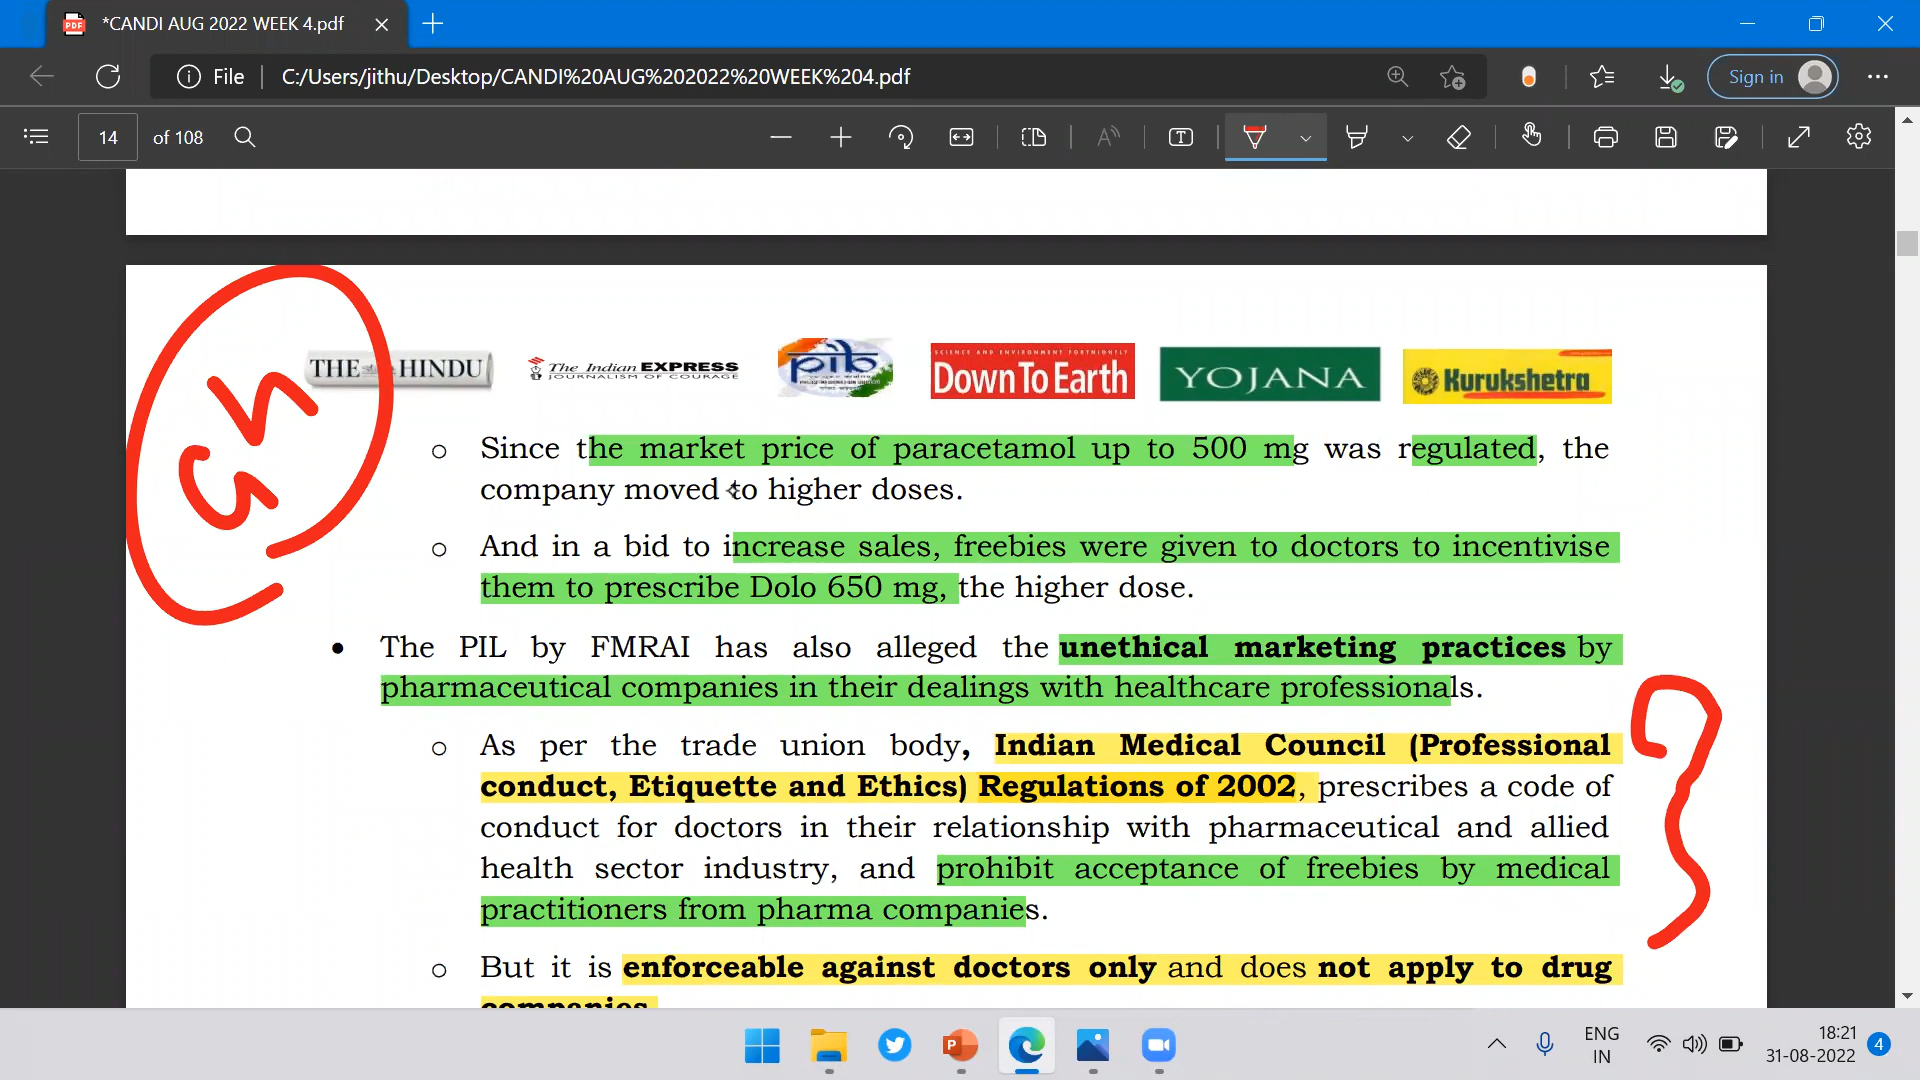 *CANDI AUG 2022 WEEK 4.pdf
File
C:/Users/jithu/Desktop/CANDI%20AUG%202022%20WEEK%204.pdf
Sign in
14 of 108
THE HINDU
The Indian EXPRESS
JOURNALISM OF COURAGE
pib
SCIENCE AND ENVIRONMENT FORTNIGHTLY
Down To Earth
YOJANA
Kurukshetra
o Since the market price of paracetamol up to 500 mg was regulated, the
company moved to higher doses.
o And in a bid to increase sales, freebies were given to doctors to incentivise
them to prescribe Dolo 650 mg, the higher dose.
• The PIL by FMRAI has also alleged the unethical marketing practices by
pharmaceutical companies in their dealings with healthcare professionals.
o As per the trade union body, Indian Medical Council (Professional
conduct, Etiquette and Ethics) Regulations of 2002, prescribes a code of
conduct for doctors in their relationship with pharmaceutical and allied
health sector industry, and prohibit acceptance of freebies by medical
practitioners from pharma companies.
o But it is enforceable against doctors only and does not apply to drug
companies.
ENG
IN
18:21
31-08-2022
4